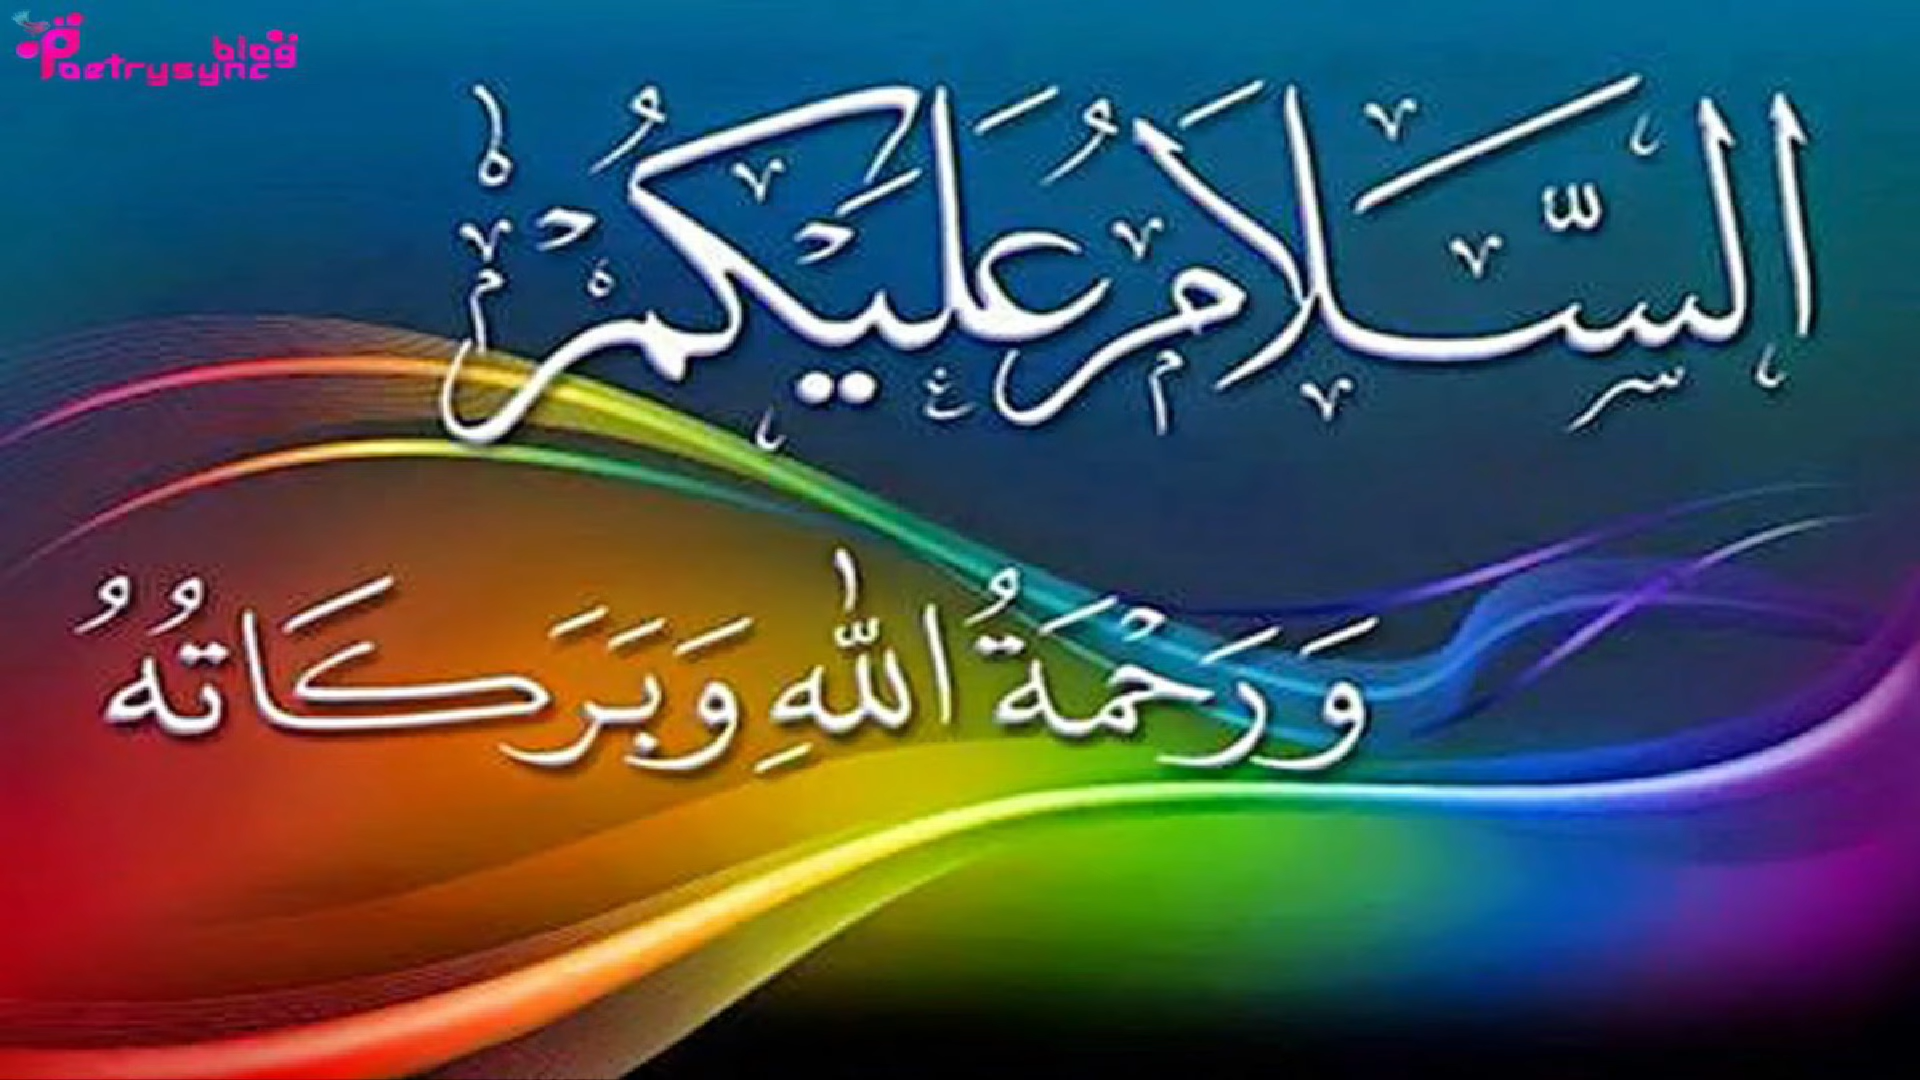 Poetrysync blog
السَّلَامُ عَلَيْكُمْ
وَرَحْمَةُ اللهِ وَبَرَكَاتُهُ